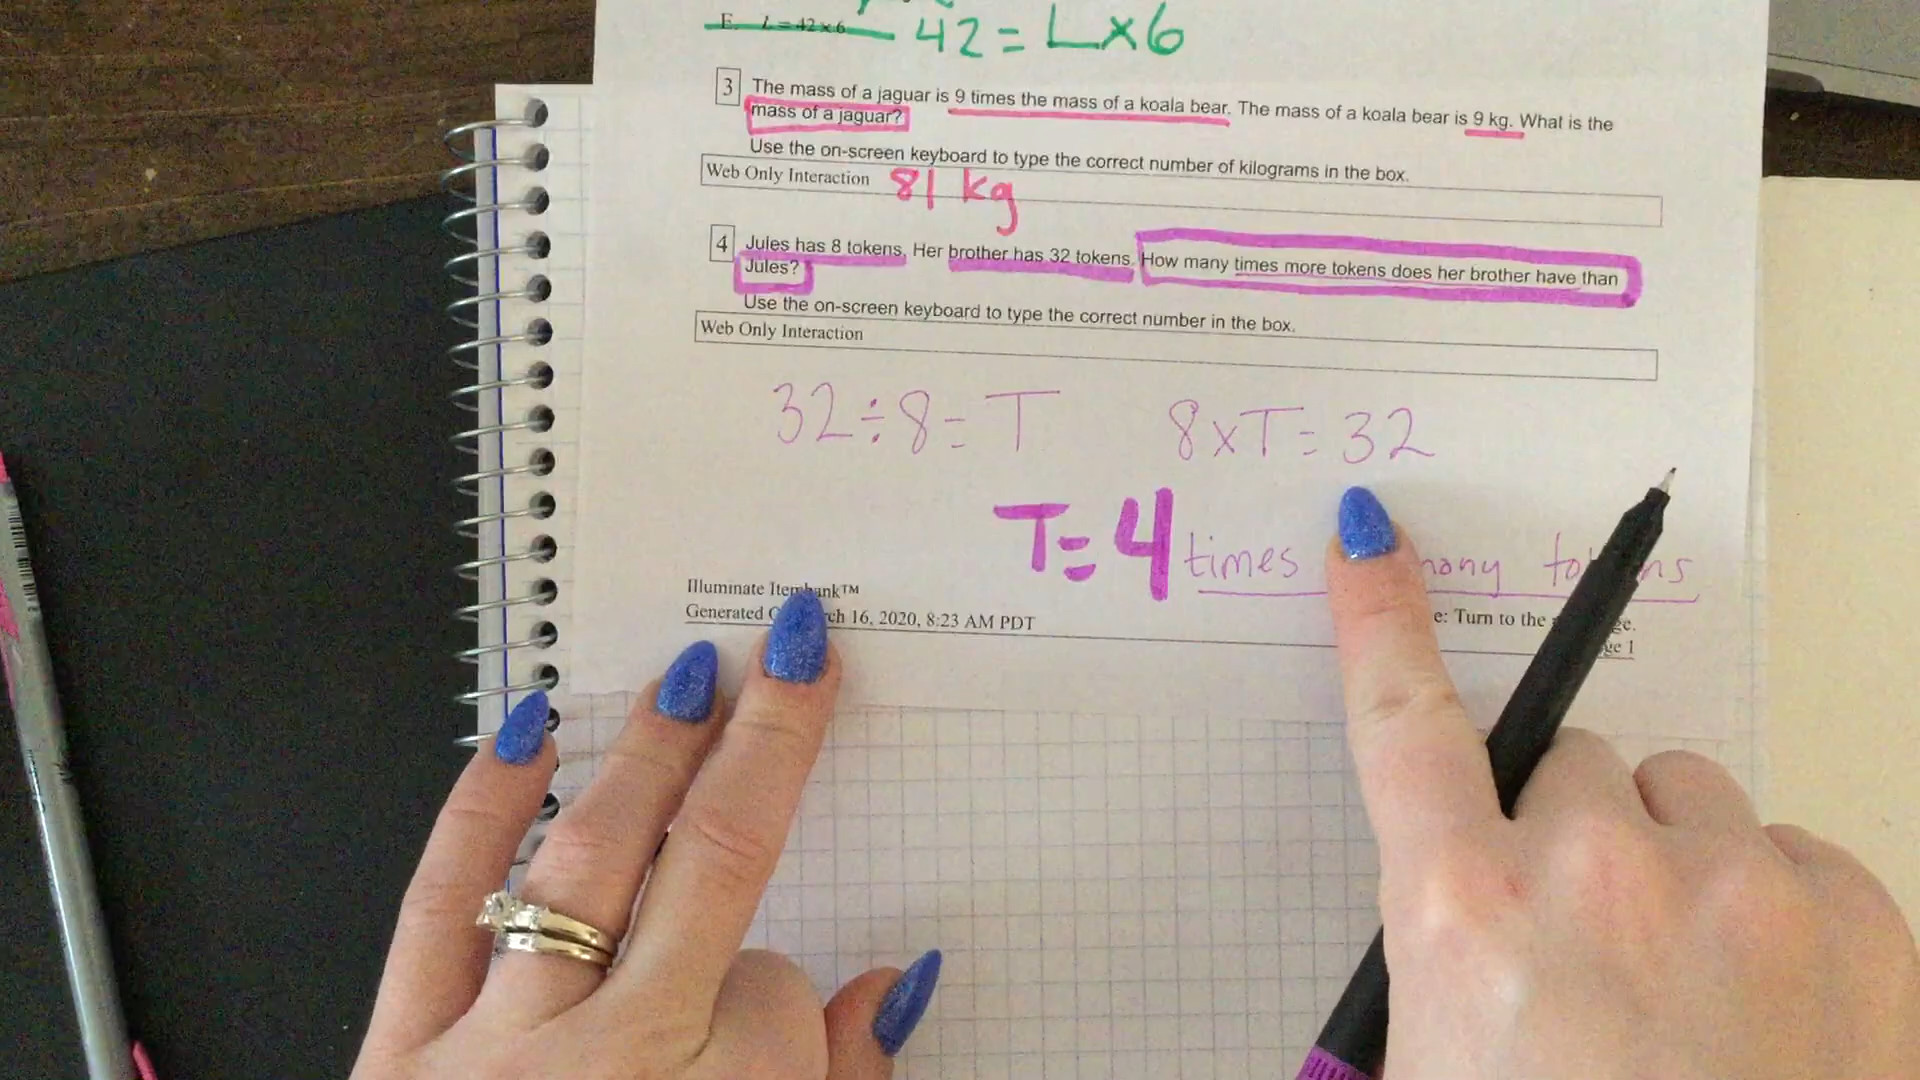 E. L = 42 x 6 42 = L x 6
3 The mass of a jaguar is 9 times the mass of a koala bear. The mass of a koala bear is 9 kg. What is the
mass of a jaguar?
Use the on-screen keyboard to type the correct number of kilograms in the box.
Web Only Interaction 81 kg
4 Jules has 8 tokens. Her brother has 32 tokens. How many times more tokens does her brother have than
Jules?
Use the on-screen keyboard to type the correct number in the box.
Web Only Interaction
32 ÷ 8 = T 8 x T = 32
T = 4 times
Illuminate Itembank™
Generated 16, 2020, 8:23 AM PDT Turn to the
1